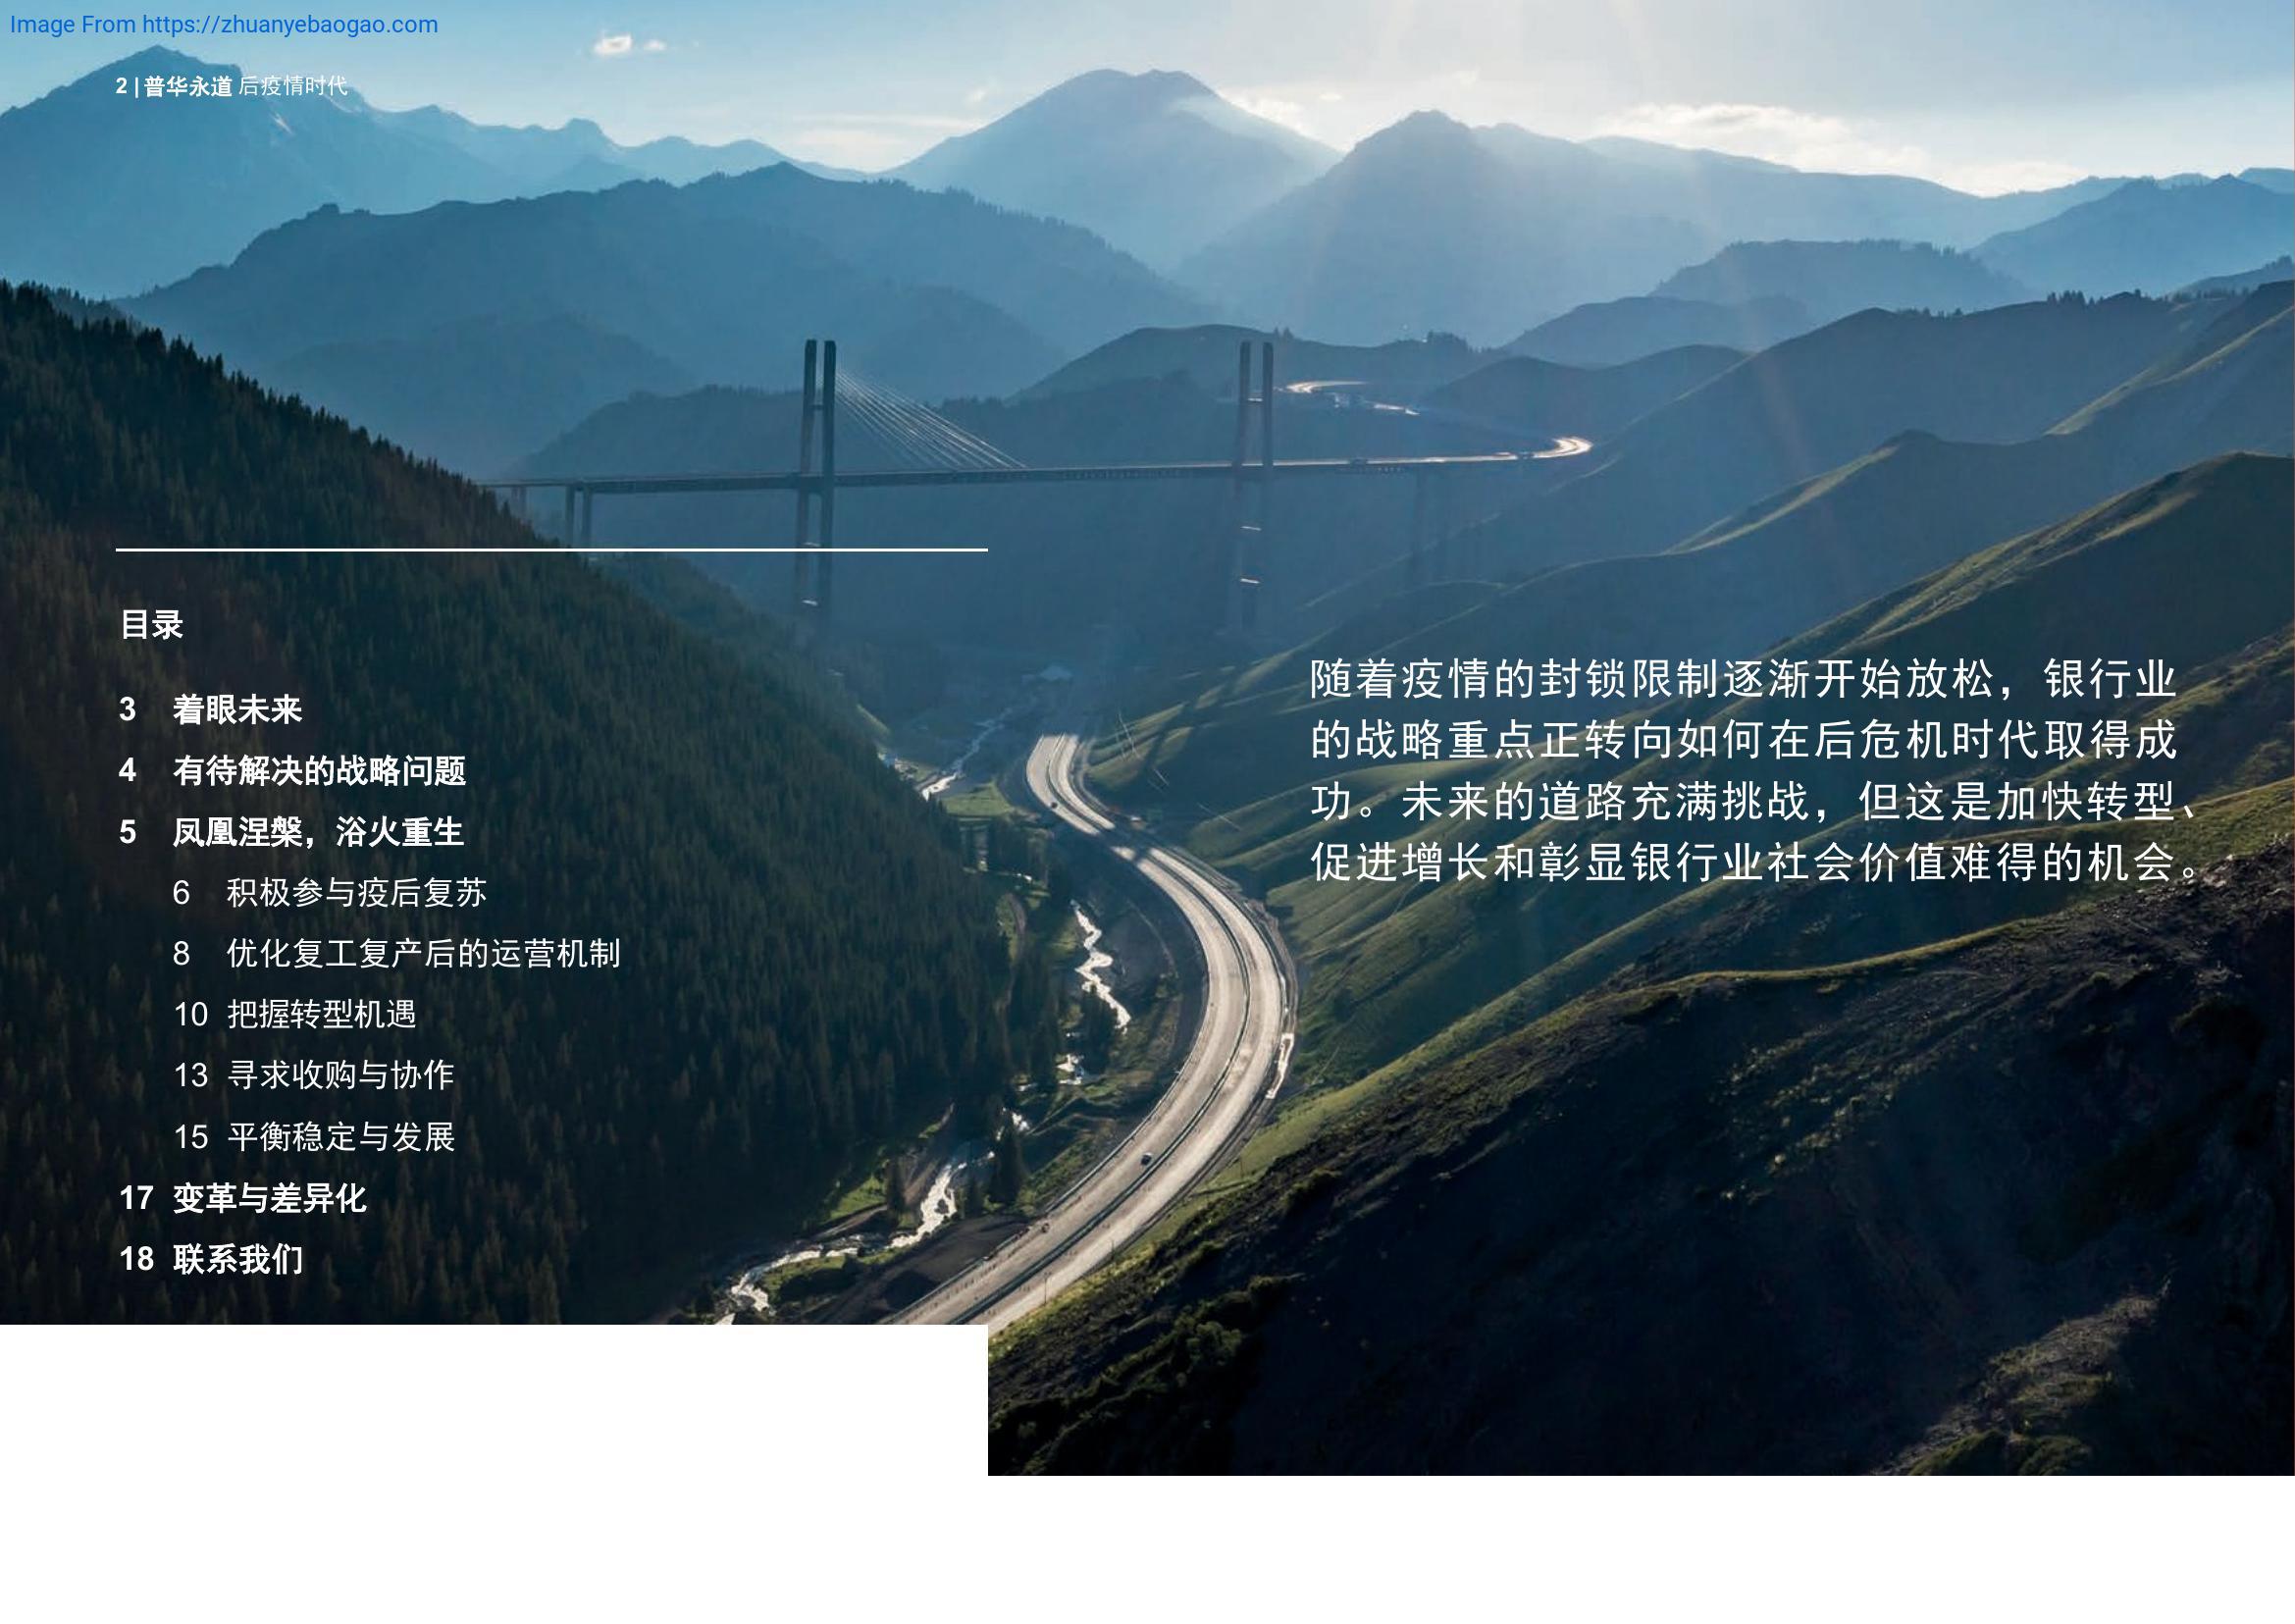 Image From https://zhuanyebaogao.com
2 | 普华永道 后疫情时代
目录
3 着眼未来
4 有待解决的战略问题
5 凤凰涅槃，浴火重生
6 积极参与疫后复苏
8 优化复工复产后的运营机制
10 把握转型机遇
13 寻求收购与协作
15 平衡稳定与发展
17 变革与差异化
18 联系我们
随着疫情的封锁限制逐渐开始放松，银行业
的战略重点正转向如何在后危机时代取得成
功。未来的道路充满挑战，但这是加快转型、
促进增长和彰显银行业社会价值难得的机会。